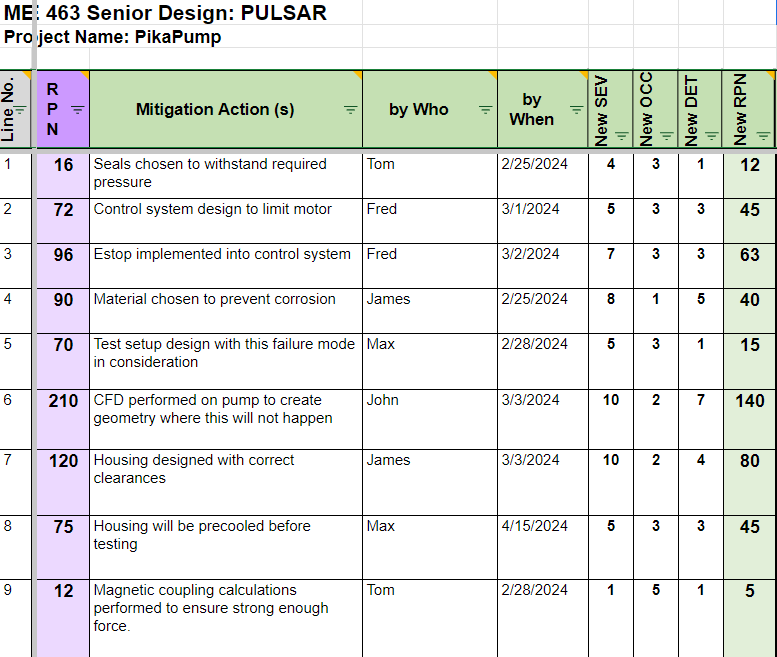 ME 463 Senior Design: PULSAR
Project Name: PikaPump
Line No. RPN Mitigation Action (s) by Who by When New SEV New OCC New DET New RPN
1 16 Seals chosen to withstand required Tom 2/25/2024 4 3 1 12
pressure
2 72 Control system design to limit motor Fred 3/1/2024 5 3 3 45
3 96 Estop implemented into control system Fred 3/2/2024 7 3 3 63
4 90 Material chosen to prevent corrosion James 2/25/2024 8 1 5 40
5 70 Test setup design with this failure mode Max 2/28/2024 5 3 1 15
in consideration
6 210 CFD performed on pump to create John 3/3/2024 10 2 7 140
geometry where this will not happen
7 120 Housing designed with correct James 3/3/2024 10 2 4 80
clearances
8 75 Housing will be precooled before Max 4/15/2024 5 3 3 45
testing
9 12 Magnetic coupling calculations Tom 2/28/2024 1 5 1 5
performed to ensure strong enough
force.